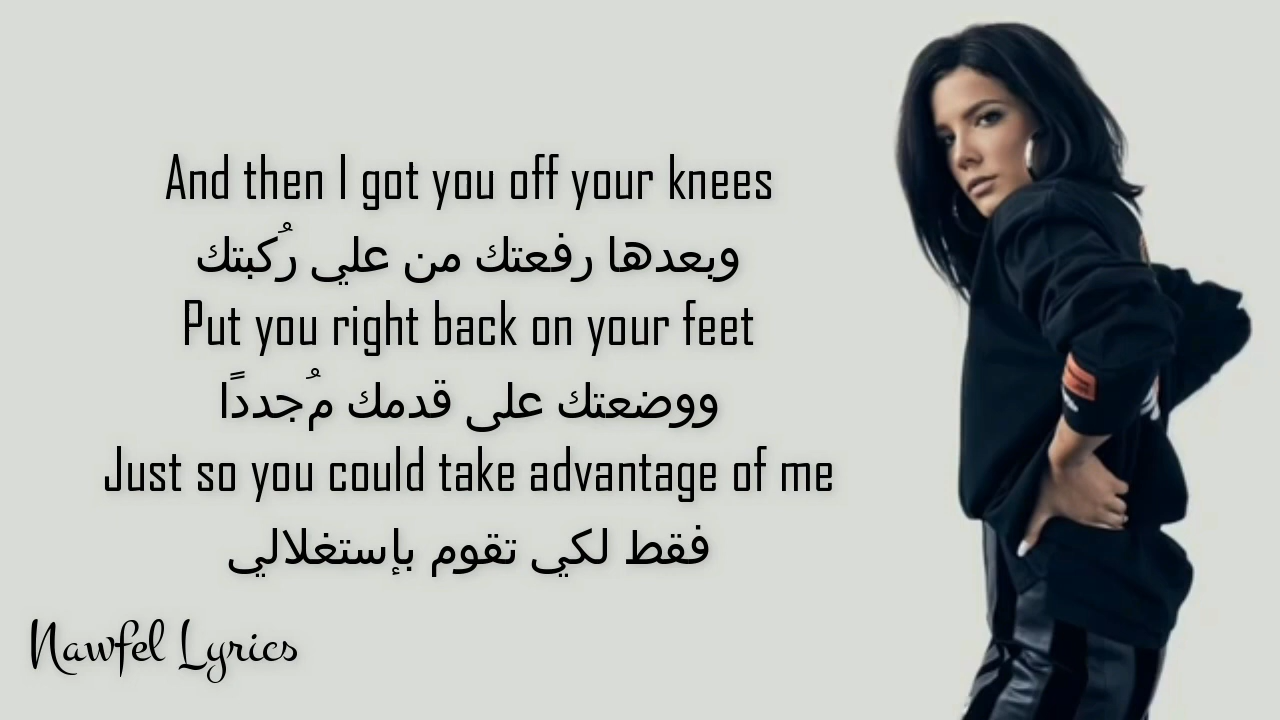 And then I got you off your knees
وبعدها رفعتك من علي رُكبتك
Put you right back on your feet
ووضعتك على قدمك مُجددًا
Just so you could take advantage of me
فقط لكي تقوم بإستغلالي
Nawfel Lyrics